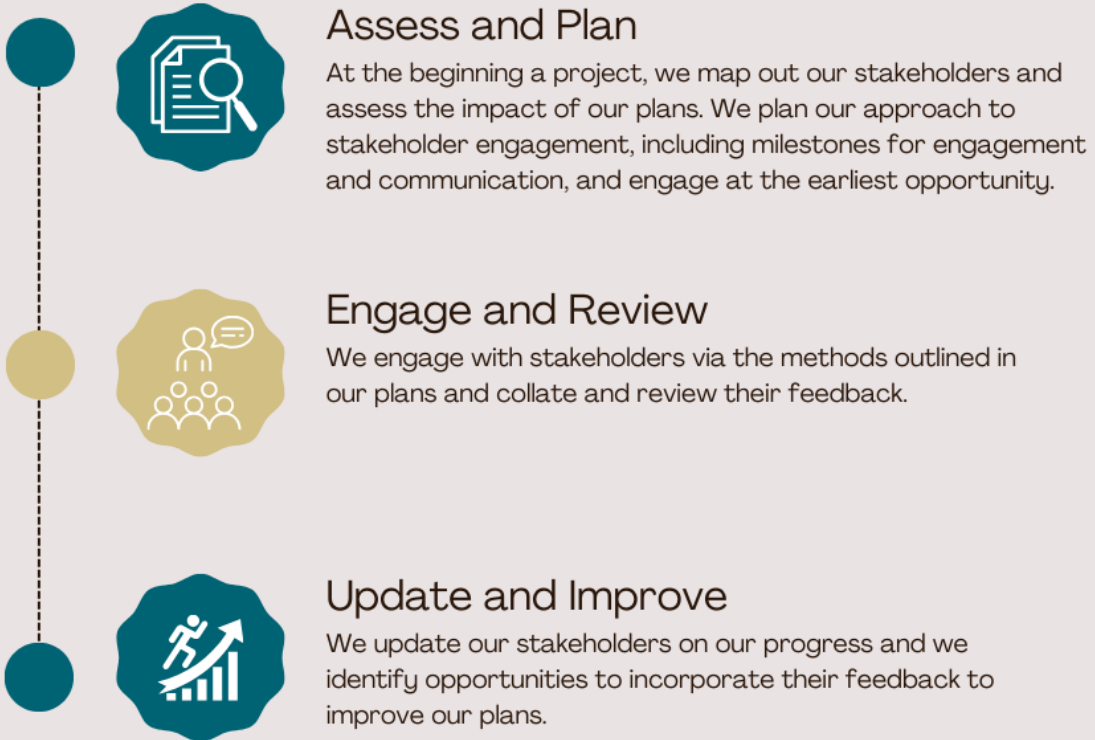 Assess and Plan
At the beginning a project, we map out our stakeholders and
assess the impact of our plans. We plan our approach to
stakeholder engagement, including milestones for engagement
and communication, and engage at the earliest opportunity.
Engage and Review
We engage with stakeholders via the methods outlined in
our plans and collate and review their feedback.
Update and Improve
We update our stakeholders on our progress and we
identify opportunities to incorporate their feedback to
improve our plans.